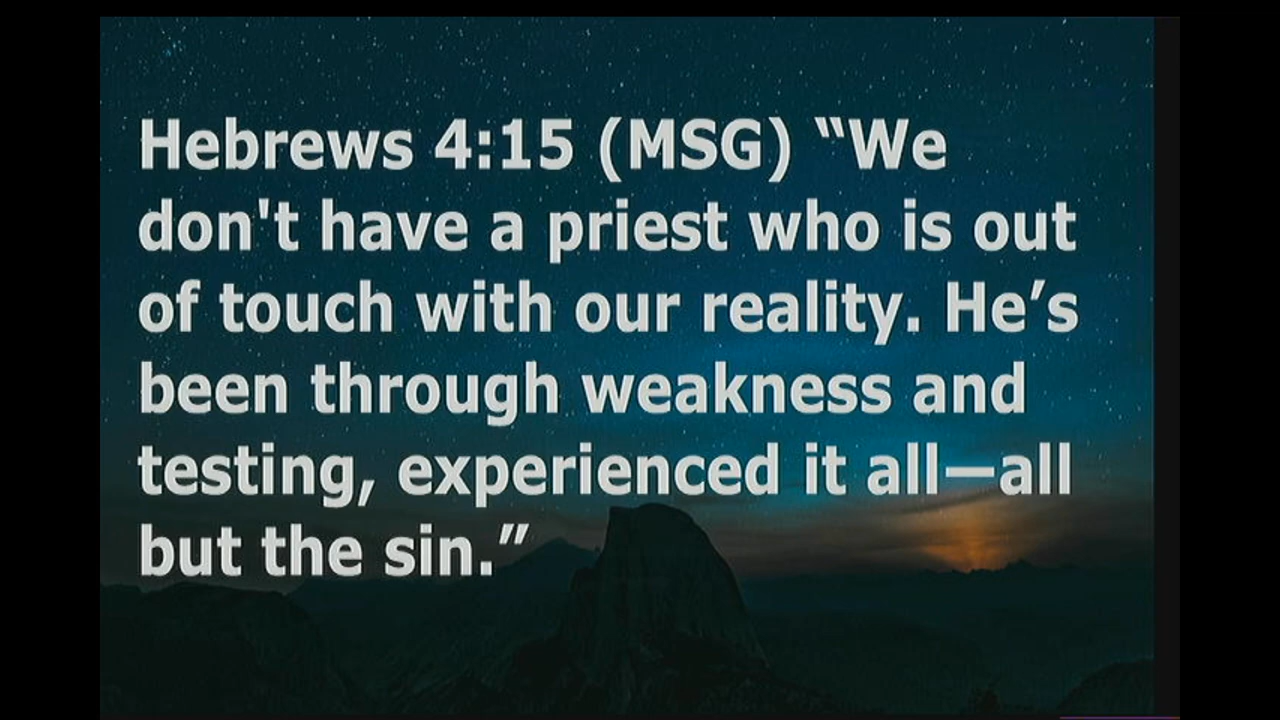 Hebrews 4:15 (MSG) “We
don't have a priest who is out
of touch with our reality. He’s
been through weakness and
testing, experienced it all—all
but the sin.”